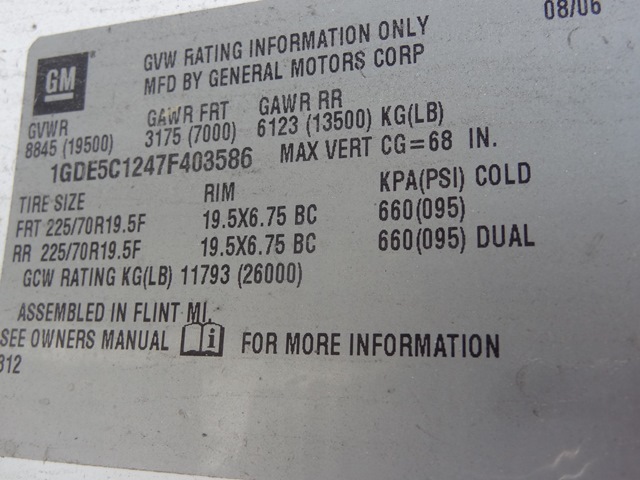 08/06
GM
GVW RATING INFORMATION ONLY
MFD BY GENERAL MOTORS CORP
GVWR GAWR FRT GAWR RR
8845 (19500) 3175 (7000) 6123 (13500) KG(LB)
1GDE5C1247F403586 MAX VERT CG=68 IN.
TIRE SIZE RIM KPA(PSI) COLD
FRT 225/70R19.5F 19.5X6.75 BC 660(095)
RR 225/70R19.5F 19.5X6.75 BC 660(095) DUAL
GCW RATING KG(LB) 11793 (26000)
ASSEMBLED IN FLINT MI.
SEE OWNERS MANUAL i FOR MORE INFORMATION
312